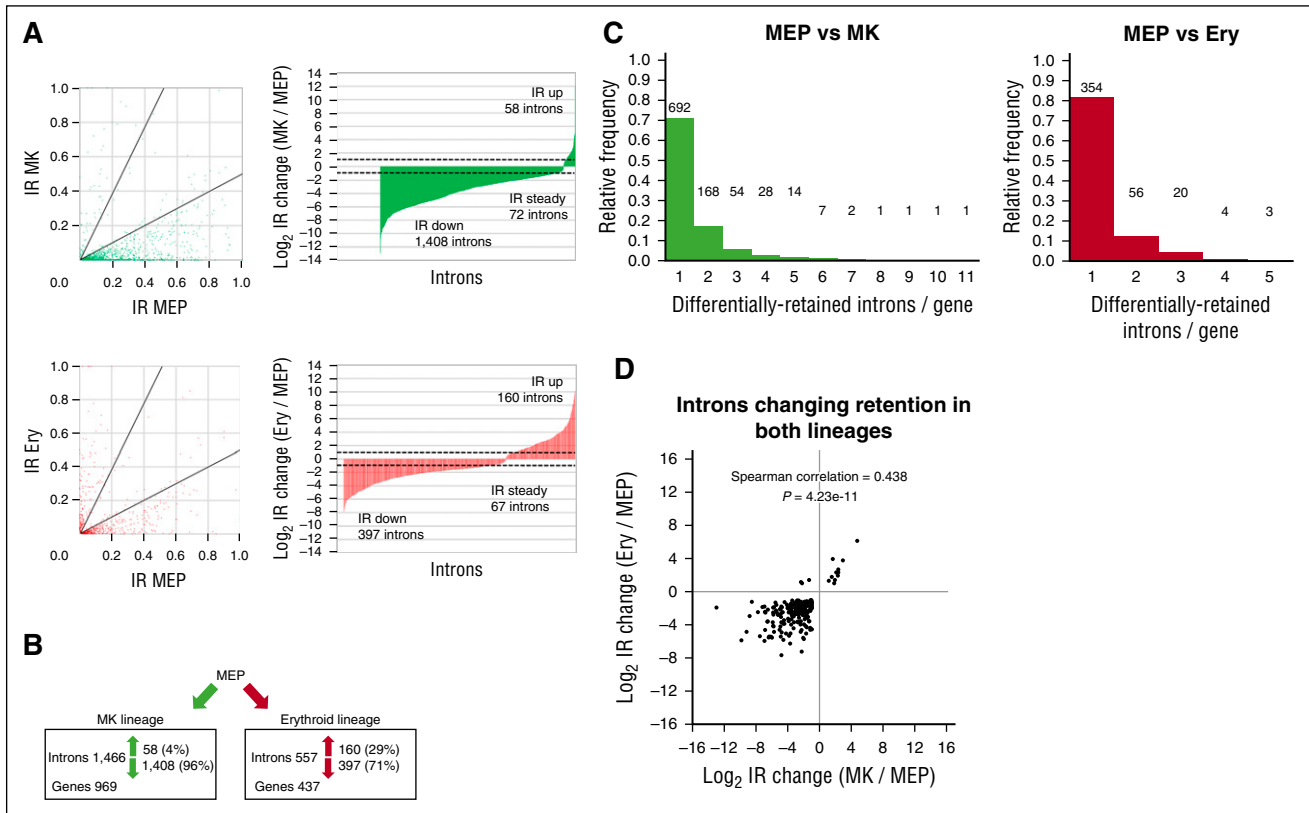 A
1.0
0.8
0.6
0.4
0.2
0.0
0.2
0.4
0.6
0.8
1.0
IR MK
IR MEP
14
12
10
8
6
4
2
0
−2
−4
−6
−8
−10
−12
−14
Log2 IR change (MK / MEP)
IR up
58 introns
IR steady
72 introns
IR down
1,408 introns
Introns
1.0
0.8
0.6
0.4
0.2
0.0
0.2
0.4
0.6
0.8
1.0
IR Ery
IR MEP
14
12
10
8
6
4
2
0
−2
−4
−6
−8
−10
−12
−14
Log2 IR change (Ery / MEP)
IR up
160 introns
IR steady
67 introns
IR down
397 introns
Introns
B
MEP
MK lineage
Introns 1,466
58 (4%)
1,408 (96%)
Genes 969
Erythroid lineage
Introns 557
160 (29%)
397 (71%)
Genes 437
C
MEP vs MK
1.0
0.9
0.8
0.7
0.6
0.5
0.4
0.3
0.2
0.1
0.0
Relative frequency
692
168
54
28
14
7
2
1
1
1
1
1 2 3 4 5 6 7 8 9 10 11
Differentially-retained introns / gene
MEP vs Ery
1.0
0.9
0.8
0.7
0.6
0.5
0.4
0.3
0.2
0.1
0.0
Relative frequency
354
56
20
4
3
1 2 3 4 5
Differentially-retained
introns / gene
D
Introns changing retention in
both lineages
Spearman correlation = 0.438
P = 4.23e-11
16
12
8
4
0
−4
−8
−12
−16
Log2 IR change (Ery / MEP)
−16 −12 −8 −4 0 4 8 12 16
Log2 IR change (MK / MEP)